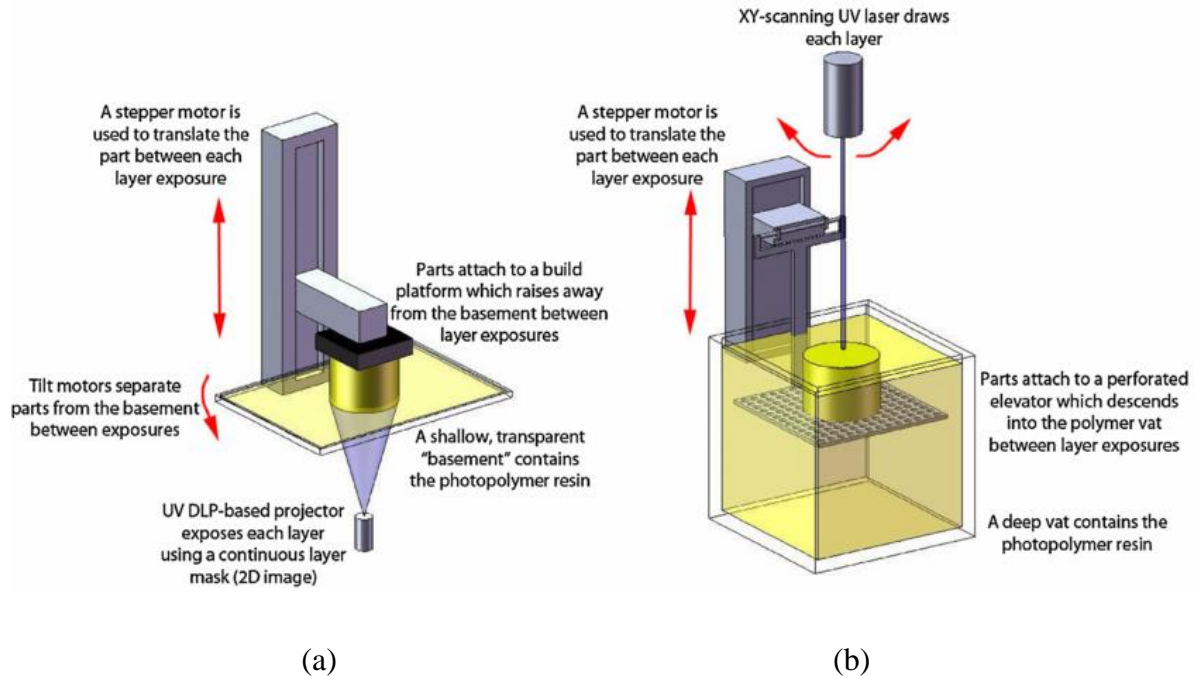 A stepper motor is
used to translate the
part between each
layer exposure
Parts attach to a build
platform which raises away
from the basement between
layer exposures
Tilt motors separate
parts from the basement
between exposures
A shallow, transparent
“basement” contains
the photopolymer resin
UV DLP-based projector
exposes each layer
using a continuous layer
mask (2D image)
(a)
XY-scanning UV laser draws
each layer
A stepper motor is
used to translate the
part between each
layer exposure
Parts attach to a perforated
elevator which descends
into the polymer vat
between layer exposures
A deep vat contains the
photopolymer resin
(b)